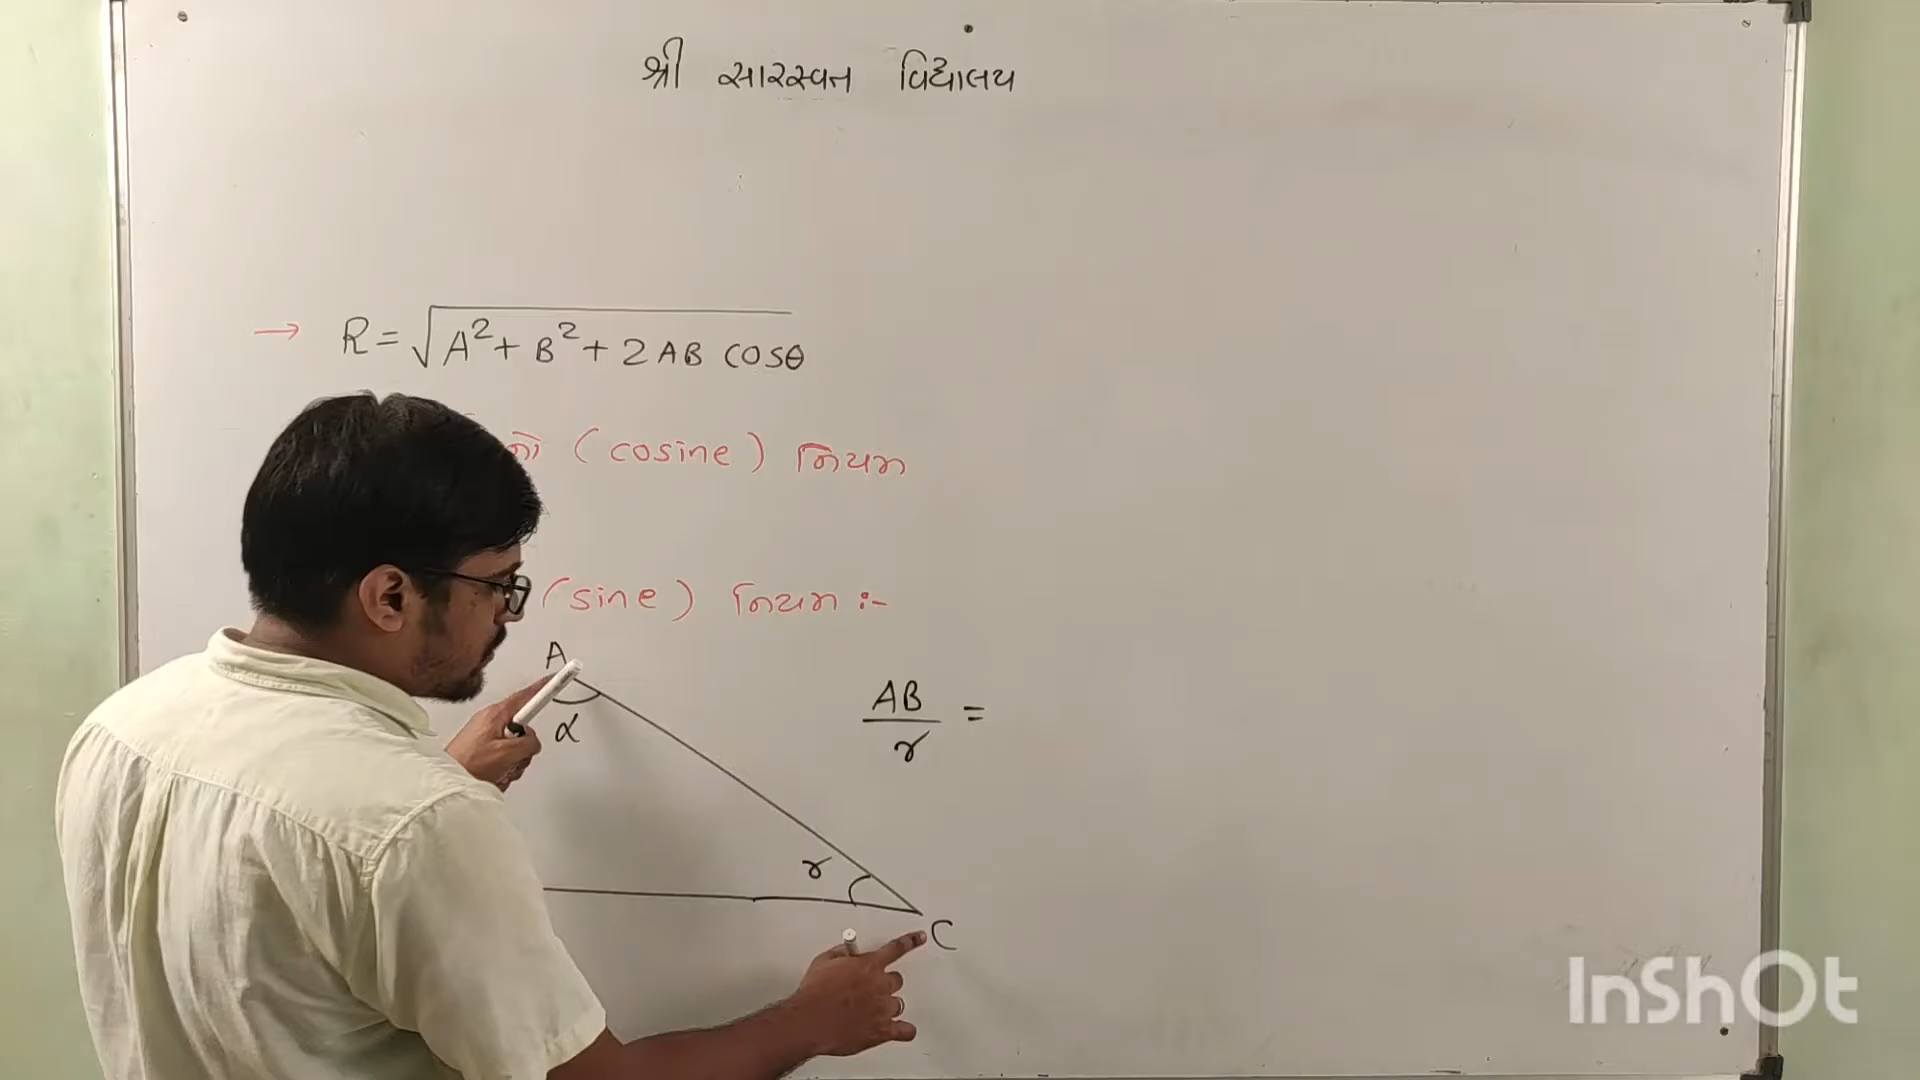 શ્રી સારસ્વત વિદ્યાલય
→ R = √A² + B² + 2AB cosθ
નો (cosine) નિયમ
(sine) નિયમ :-
A
α
AB/γ =
γ
C
InShOt